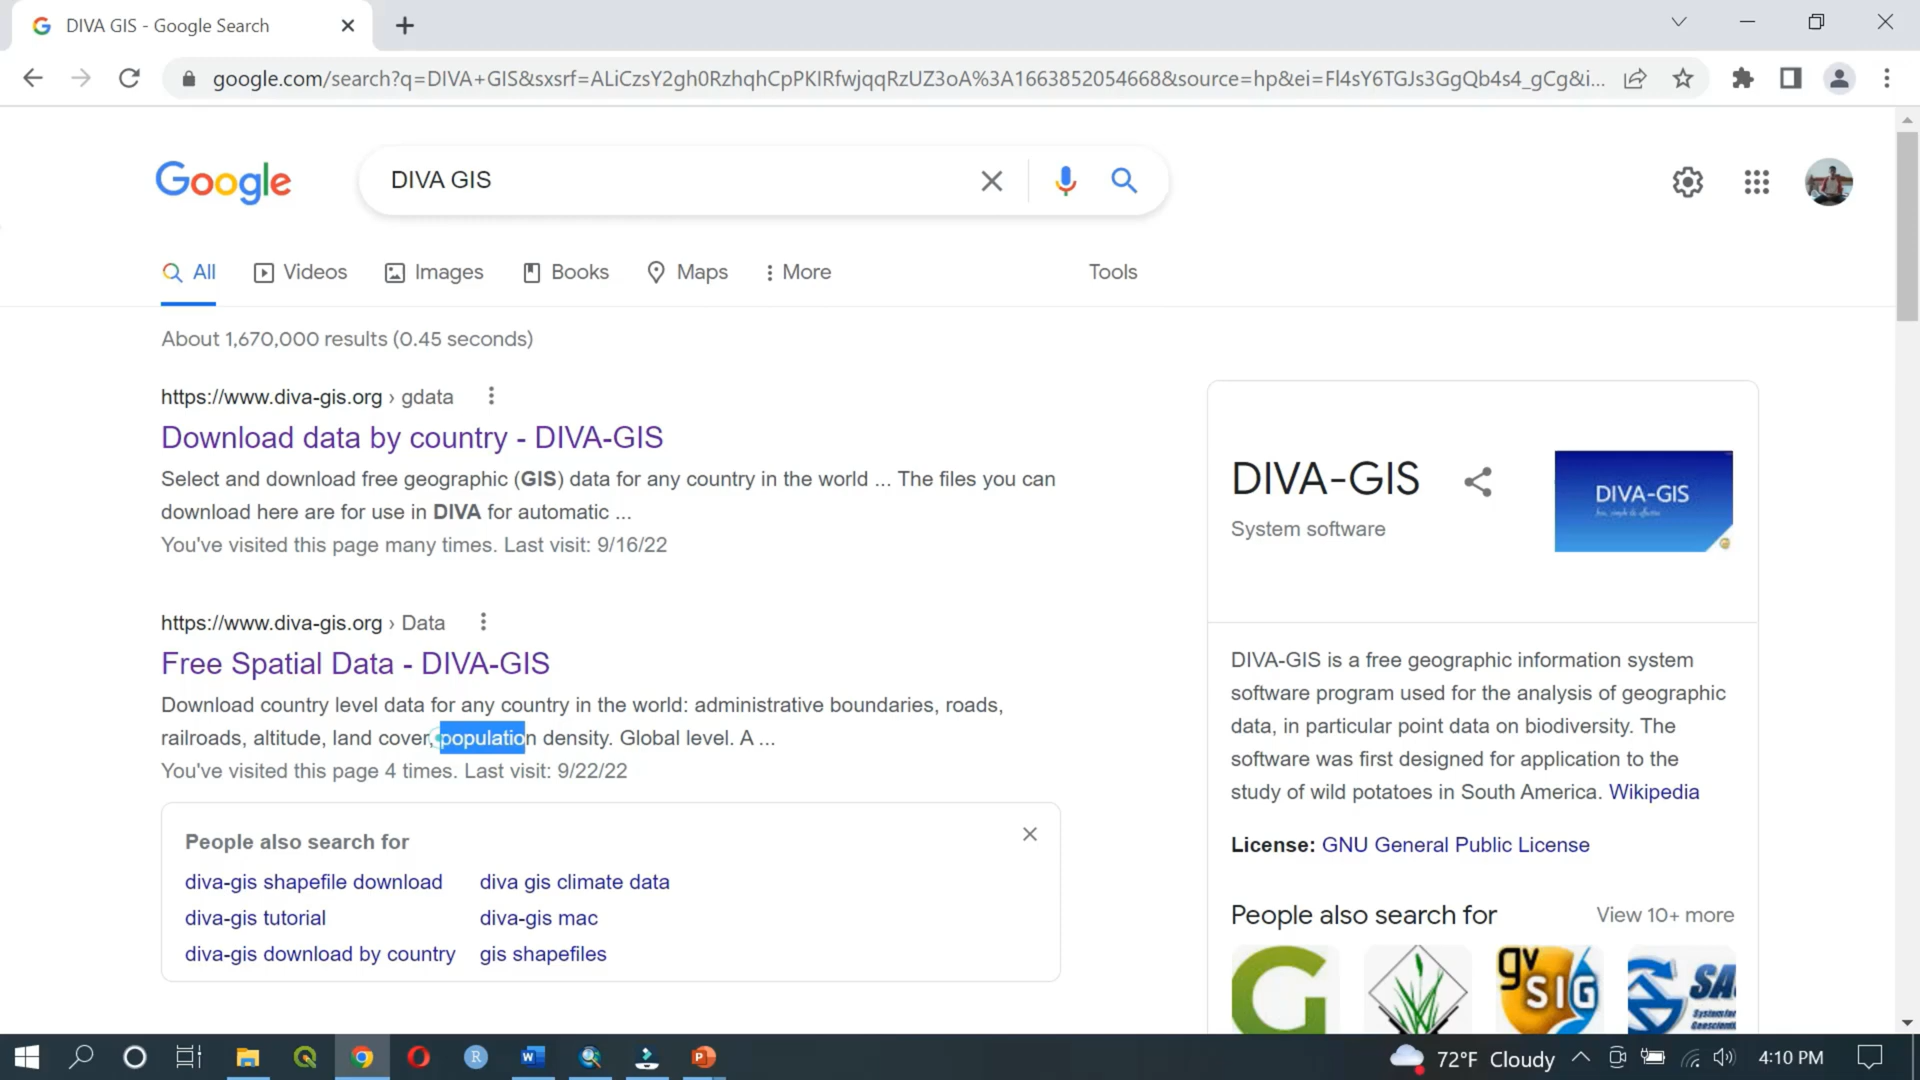 DIVA GIS - Google Search
google.com/search?q=DIVA+GIS&sxsrf=ALiCzsY2gh0RzhqhCpPKIRfwjqqRzUZ3oA%3A1663852054668&source=hp&ei=Fl4sY6TGJs3GgQb4s4_gCg&i...
Google
DIVA GIS
All Videos Images Books Maps More Tools
About 1,670,000 results (0.45 seconds)
https://www.diva-gis.org › gdata
Download data by country - DIVA-GIS
Select and download free geographic (GIS) data for any country in the world ... The files you can
download here are for use in DIVA for automatic ...
You've visited this page many times. Last visit: 9/16/22
https://www.diva-gis.org › Data
Free Spatial Data - DIVA-GIS
Download country level data for any country in the world: administrative boundaries, roads,
railroads, altitude, land cover, population density. Global level. A ...
You've visited this page 4 times. Last visit: 9/22/22
People also search for
diva-gis shapefile download diva gis climate data
diva-gis tutorial diva-gis mac
diva-gis download by country gis shapefiles
DIVA-GIS
System software
DIVA-GIS
DIVA-GIS is a free geographic information system
software program used for the analysis of geographic
data, in particular point data on biodiversity. The
software was first designed for application to the
study of wild potatoes in South America. Wikipedia
License: GNU General Public License
People also search for View 10+ more
gv
SIG
SA
72°F Cloudy 4:10 PM